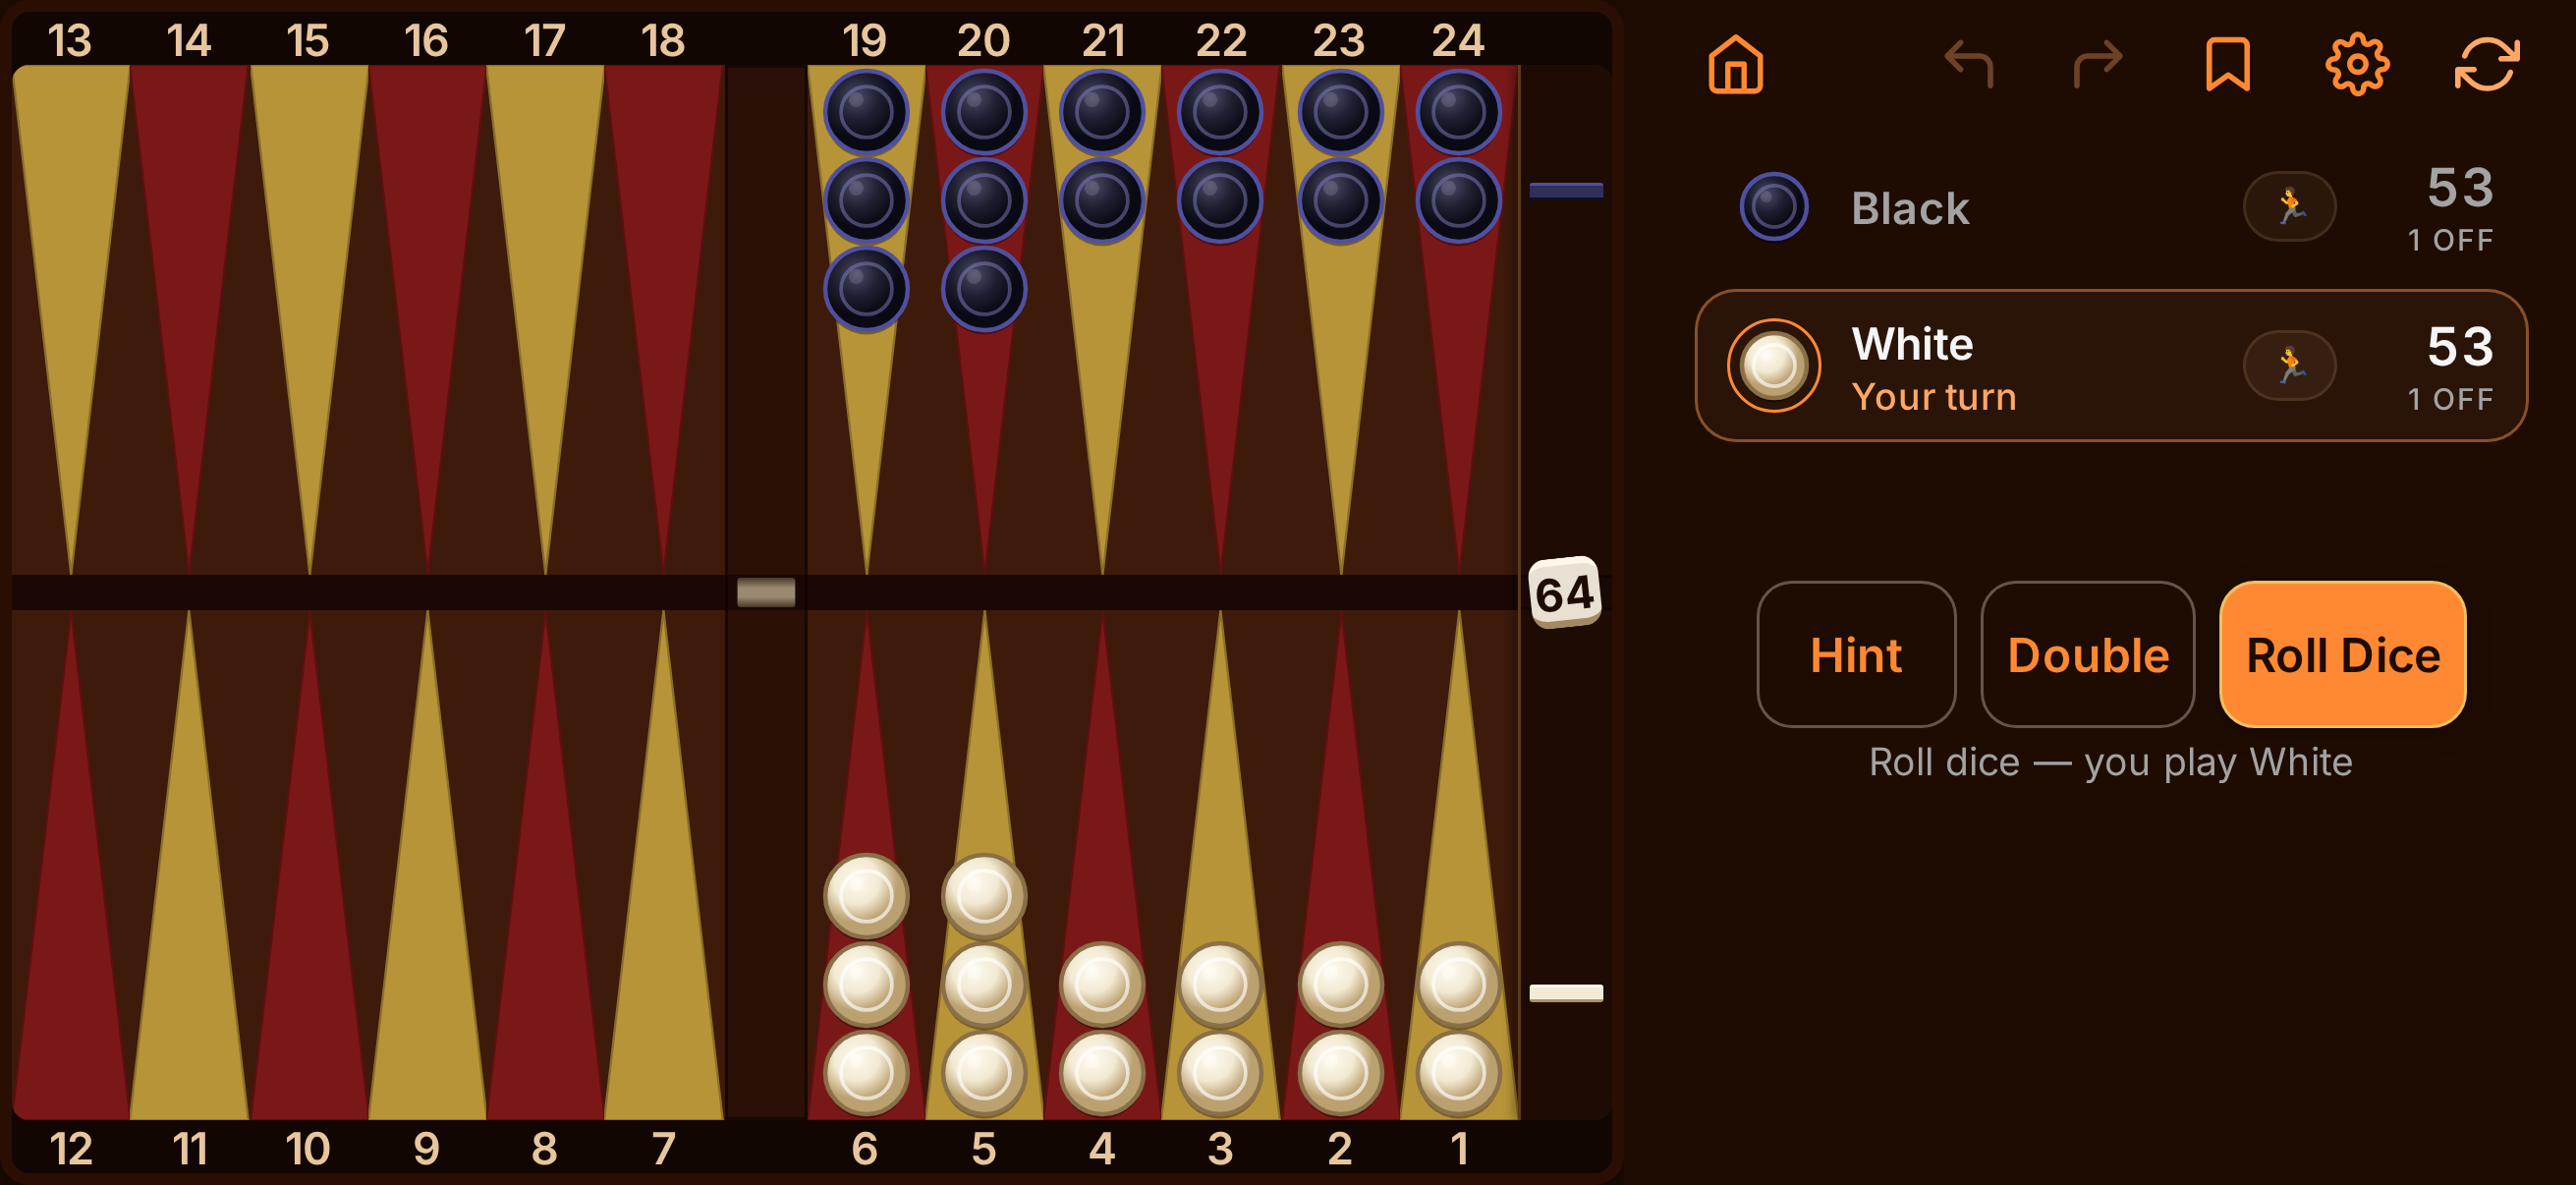 13 14 15 16 17 18 19 20 21 22 23 24
Black
53
1 OFF
White
Your turn
53
1 OFF
64
Hint
Double
Roll Dice
Roll dice — you play White
12 11 10 9 8 7 6 5 4 3 2 1